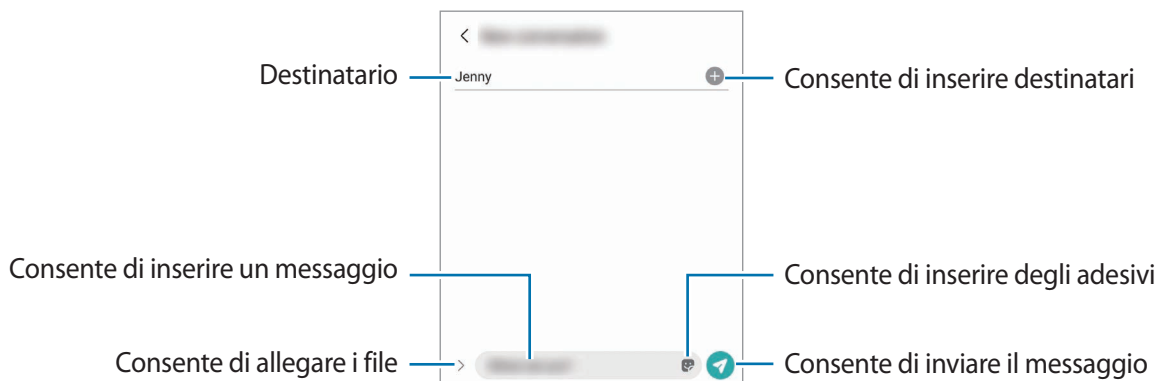 Destinatario
Jenny
Consente di inserire destinatari
Consente di inserire un messaggio
Consente di inserire degli adesivi
Consente di allegare i file
Consente di inviare il messaggio